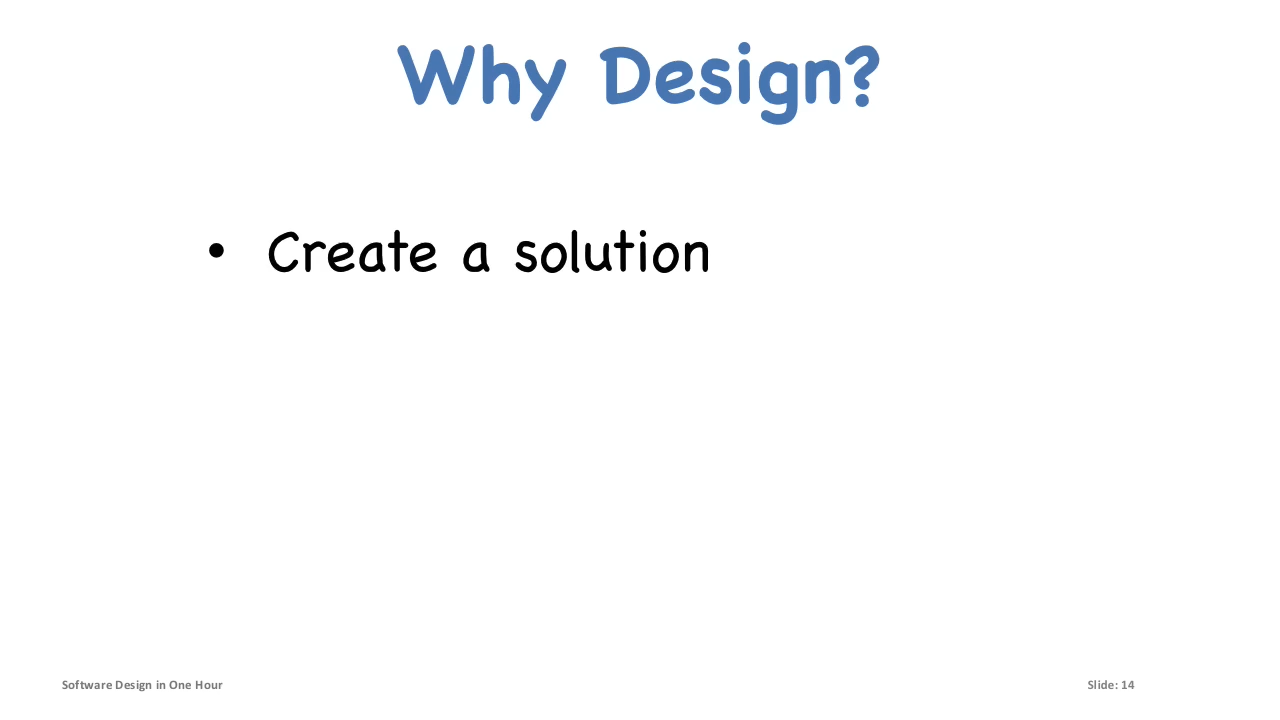 Why Design?
• Create a solution
Software Design in One Hour
Slide: 14